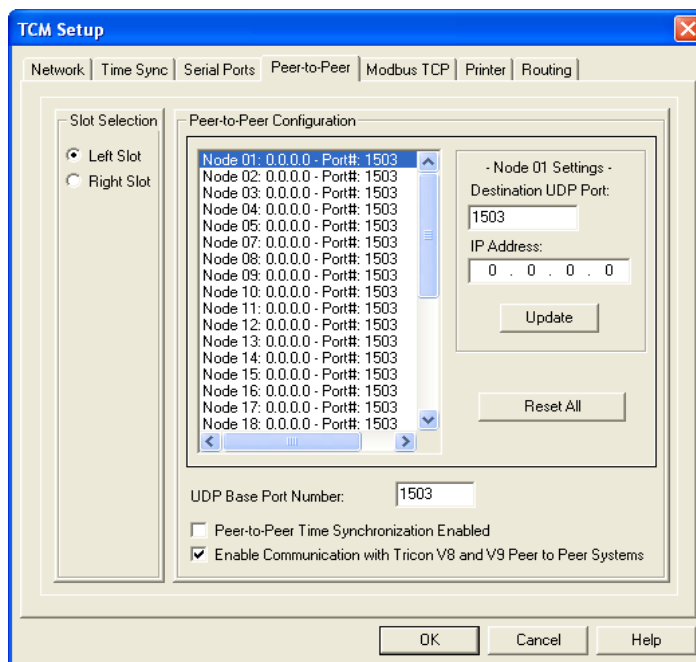 TCM Setup
Network Time Sync Serial Ports Peer-to-Peer Modbus TCP Printer Routing
Slot Selection
Left Slot
Right Slot
Peer-to-Peer Configuration
Node 01: 0.0.0.0 - Port#: 1503
Node 02: 0.0.0.0 - Port#: 1503
Node 03: 0.0.0.0 - Port#: 1503
Node 04: 0.0.0.0 - Port#: 1503
Node 05: 0.0.0.0 - Port#: 1503
Node 07: 0.0.0.0 - Port#: 1503
Node 08: 0.0.0.0 - Port#: 1503
Node 09: 0.0.0.0 - Port#: 1503
Node 10: 0.0.0.0 - Port#: 1503
Node 11: 0.0.0.0 - Port#: 1503
Node 12: 0.0.0.0 - Port#: 1503
Node 13: 0.0.0.0 - Port#: 1503
Node 14: 0.0.0.0 - Port#: 1503
Node 15: 0.0.0.0 - Port#: 1503
Node 16: 0.0.0.0 - Port#: 1503
Node 17: 0.0.0.0 - Port#: 1503
Node 18: 0.0.0.0 - Port#: 1503
- Node 01 Settings -
Destination UDP Port:
1503
IP Address:
0 . 0 . 0 . 0
Update
Reset All
UDP Base Port Number: 1503
Peer-to-Peer Time Synchronization Enabled
Enable Communication with Tricon V8 and V9 Peer to Peer Systems
OK Cancel Help